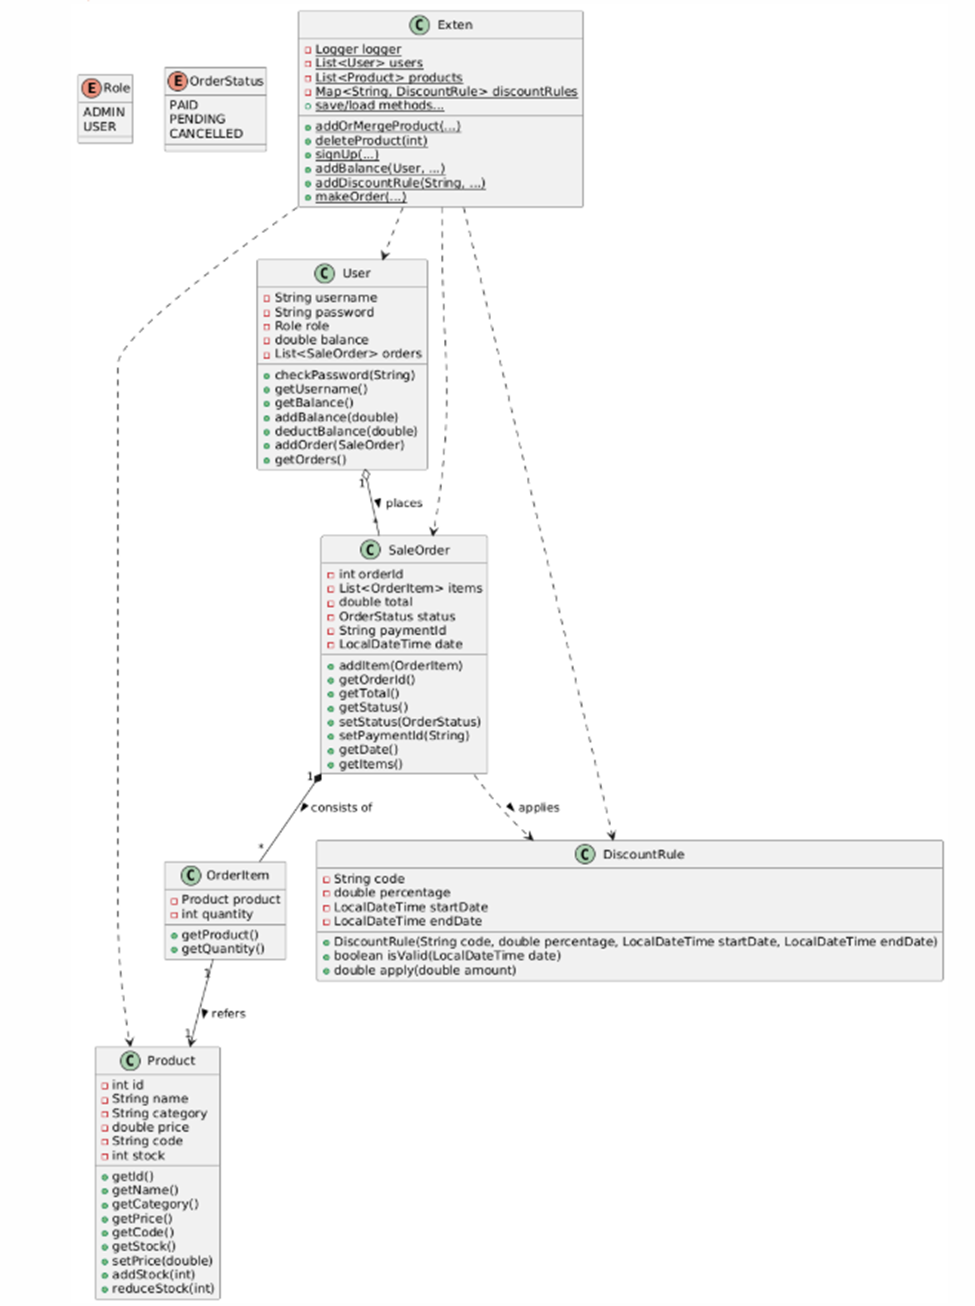 C Exten
Logger logger
List<User> users
List<Product> products
Map<String, DiscountRule> discountRules
save/load methods...
addOrMergeProduct(...)
deleteProduct(int)
signUp(...)
addBalance(User, ...)
addDiscountRule(String, ...)
makeOrder(...)
E Role
ADMIN
USER
E OrderStatus
PAID
PENDING
CANCELLED
C User
String username
String password
Role role
double balance
List<SaleOrder> orders
checkPassword(String)
getUsername()
getBalance()
addBalance(double)
deductBalance(double)
addOrder(SaleOrder)
getOrders()
1
places
*
C SaleOrder
int orderId
List<OrderItem> items
double total
OrderStatus status
String paymentId
LocalDateTime date
addItem(OrderItem)
getOrderId()
getTotal()
getStatus()
setStatus(OrderStatus)
setPaymentId(String)
getDate()
getItems()
1
consists of
*
applies
C OrderItem
Product product
int quantity
getProduct()
getQuantity()
C DiscountRule
String code
double percentage
LocalDateTime startDate
LocalDateTime endDate
DiscountRule(String code, double percentage, LocalDateTime startDate, LocalDateTime endDate)
boolean isValid(LocalDateTime date)
double apply(double amount)
1
refers
1
C Product
int id
String name
String category
double price
String code
int stock
getId()
getName()
getCategory()
getPrice()
getCode()
getStock()
setPrice(double)
addStock(int)
reduceStock(int)